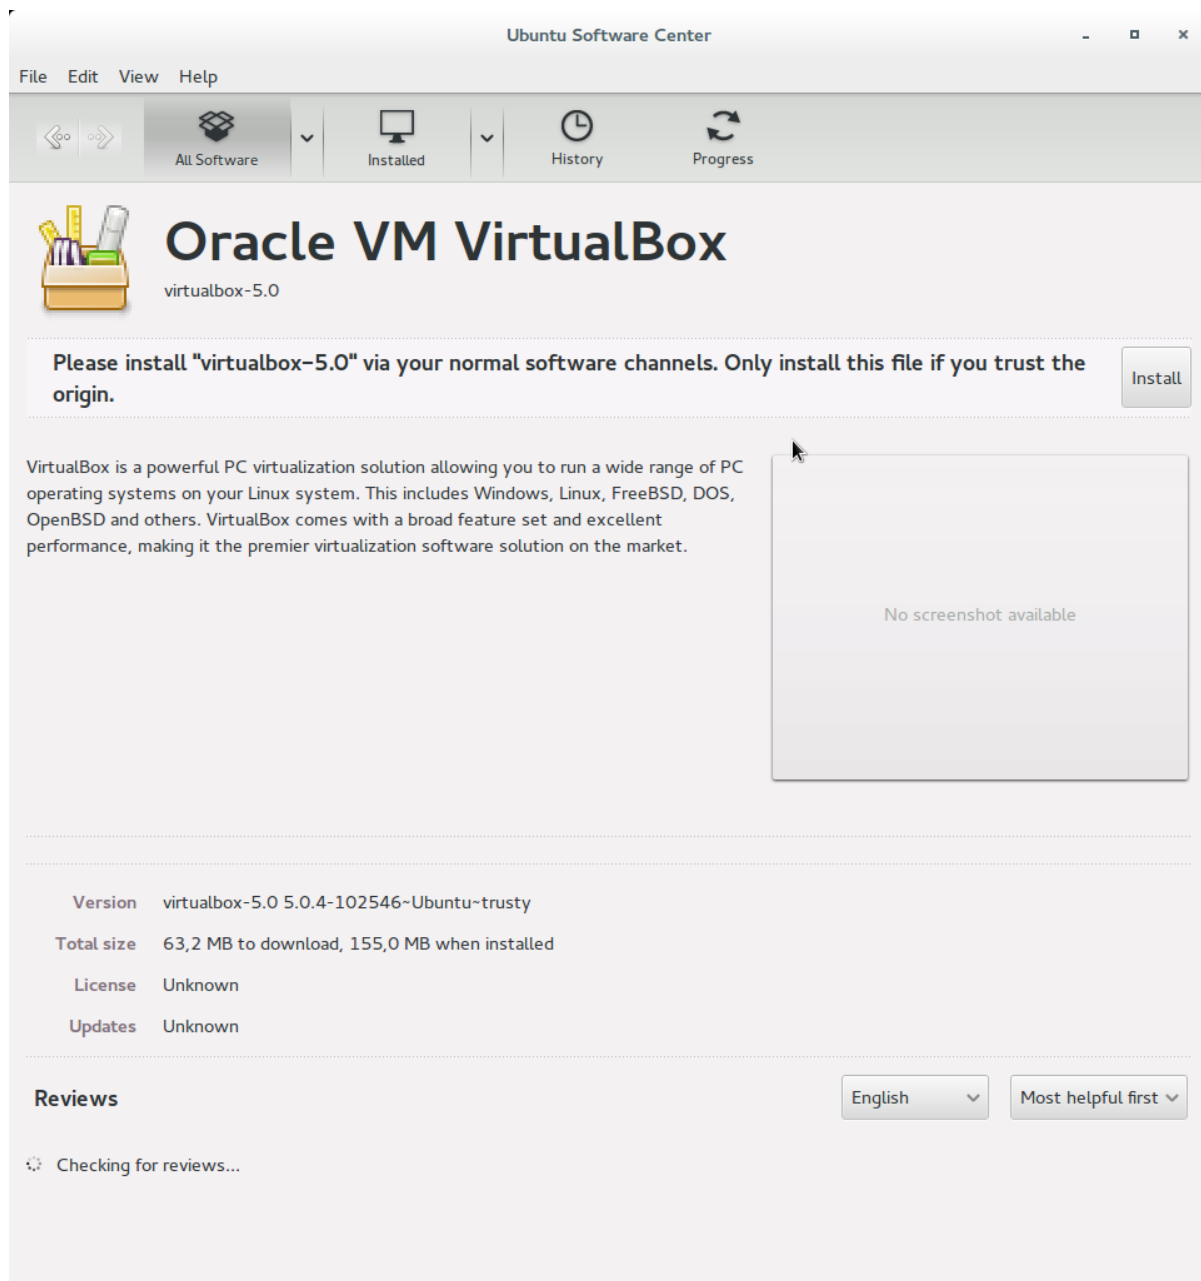 Ubuntu Software Center
File Edit View Help
All Software Installed History Progress
Oracle VM VirtualBox
virtualbox-5.0
Please install "virtualbox-5.0" via your normal software channels. Only install this file if you trust the
origin.
Install
VirtualBox is a powerful PC virtualization solution allowing you to run a wide range of PC
operating systems on your Linux system. This includes Windows, Linux, FreeBSD, DOS,
OpenBSD and others. VirtualBox comes with a broad feature set and excellent
performance, making it the premier virtualization software solution on the market.
No screenshot available
Version virtualbox-5.0 5.0.4-102546~Ubuntu~trusty
Total size 63,2 MB to download, 155,0 MB when installed
License Unknown
Updates Unknown
Reviews English Most helpful first
Checking for reviews...